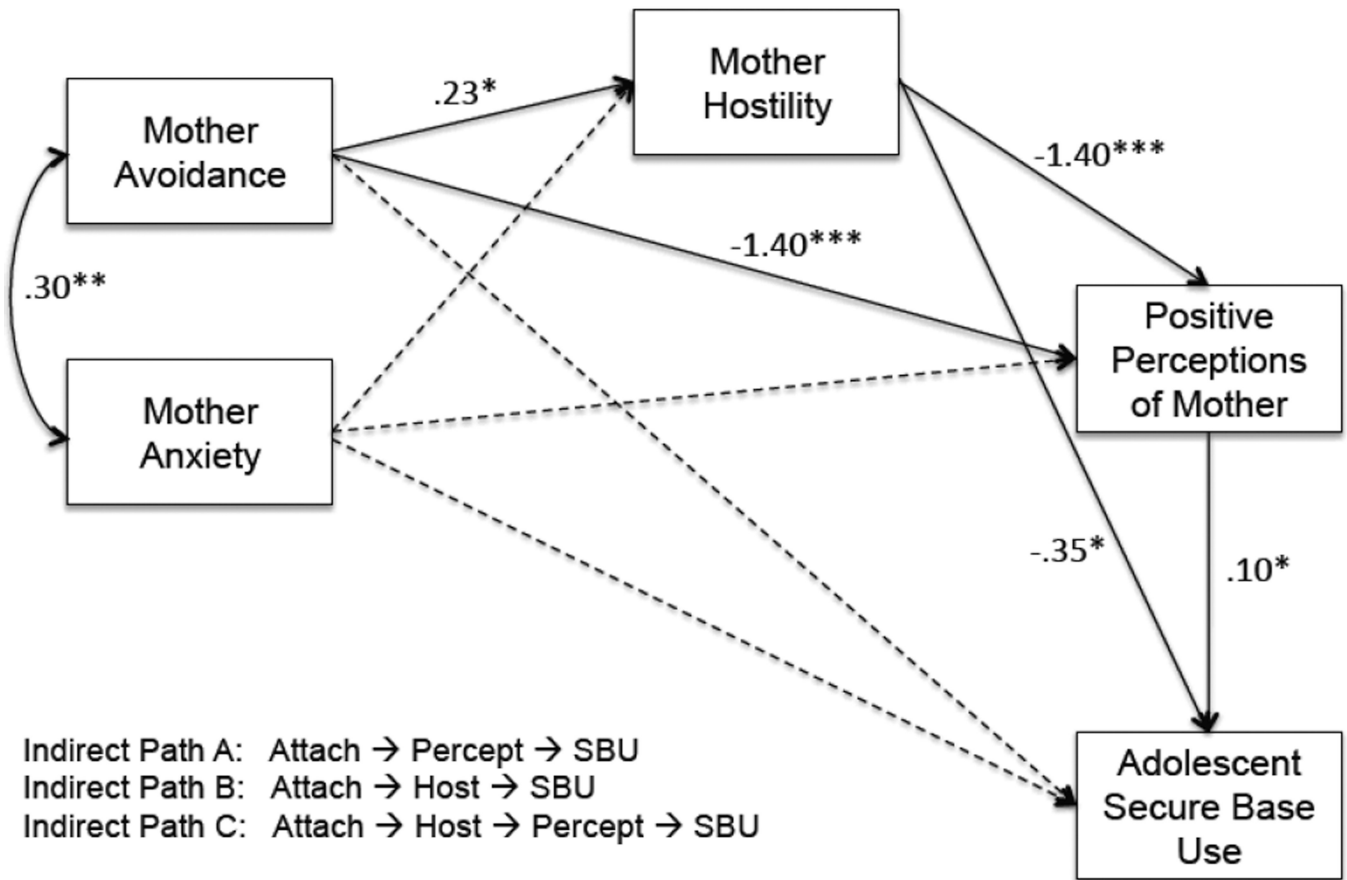 Mother
Hostility
.23*
Mother
Avoidance
-1.40***
-1.40***
.30**
Positive
Perceptions
of Mother
Mother
Anxiety
-.35*
.10*
Indirect Path A: Attach → Percept → SBU
Indirect Path B: Attach → Host → SBU
Indirect Path C: Attach → Host → Percept → SBU
Adolescent
Secure Base
Use